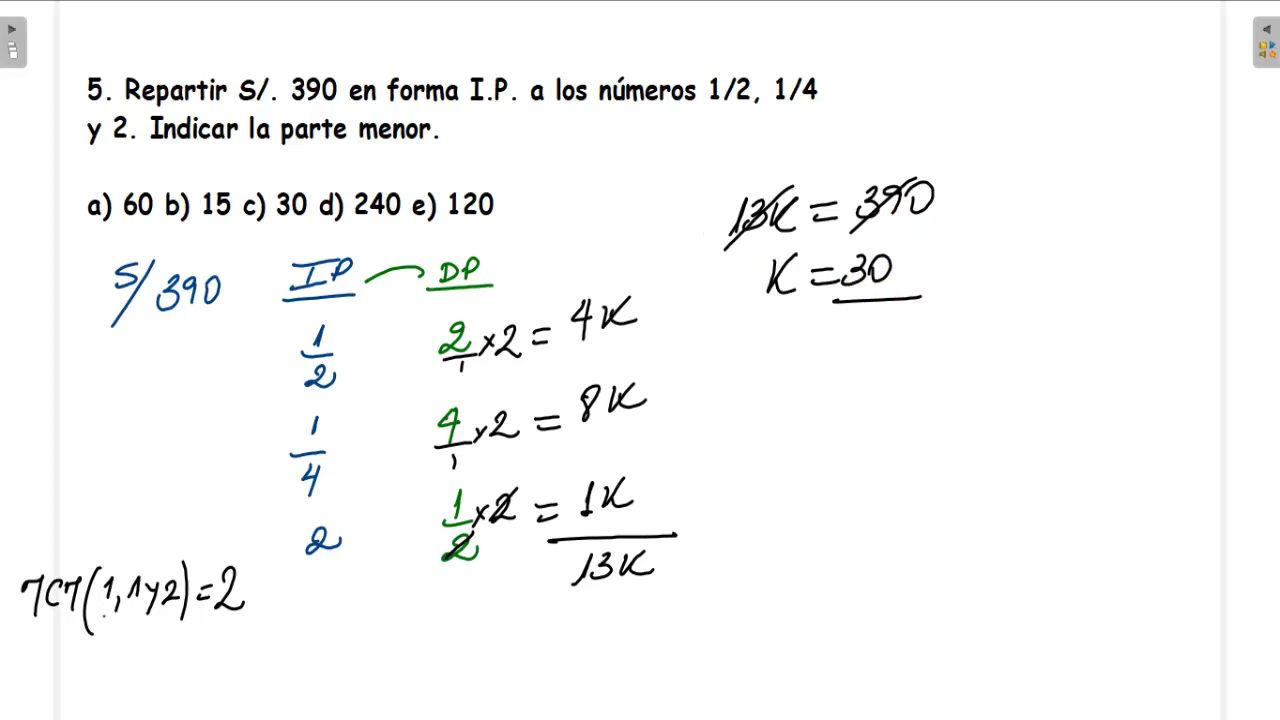 5. Repartir S/. 390 en forma I.P. a los números 1/2, 1/4
y 2. Indicar la parte menor.
a) 60 b) 15 c) 30 d) 240 e) 120
13K = 390
K = 30
S/ 390 IP DP
1/2 2/1 x2 = 4K
1/4 4/1 x2 = 8K
2 1/2 x2 = 1K
13K
MCM(1, 1 y 2) = 2